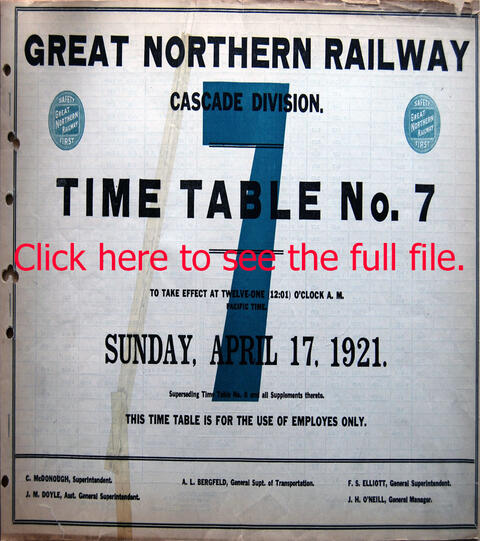 GREAT NORTHERN RAILWAY
CASCADE DIVISION.
SAFETY
GREAT
NORTHERN
RAILWAY
FIRST
SAFETY
GREAT
NORTHERN
RAILWAY
FIRST
7
TIME TABLE No. 7
Click here to see the full file.
TO TAKE EFFECT AT TWELVE-ONE (12:01) O'CLOCK A. M.
PACIFIC TIME.
SUNDAY, APRIL 17, 1921.
Superseding Time Table No. 6 and all Supplements thereto.
THIS TIME TABLE IS FOR THE USE OF EMPLOYES ONLY.
C. McDONOUGH, Superintendent.
A. L. BERGFELD, General Supt. of Transportation.
F. S. ELLIOTT, General Superintendent.
J. M. DOYLE, Asst. General Superintendent.
J. H. O'NEILL, General Manager.